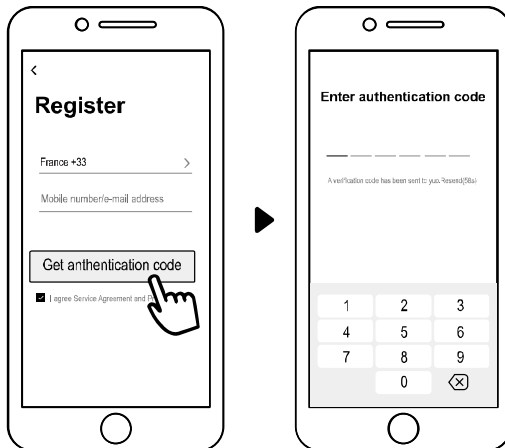 Register
France +33
Mobile number/e-mail address
Get anthentication code
I agree Service Agreement and
Enter authentication code
A verification code has been sent to yuo. Resend(58s)
1 2 3
4 5 6
7 8 9
0